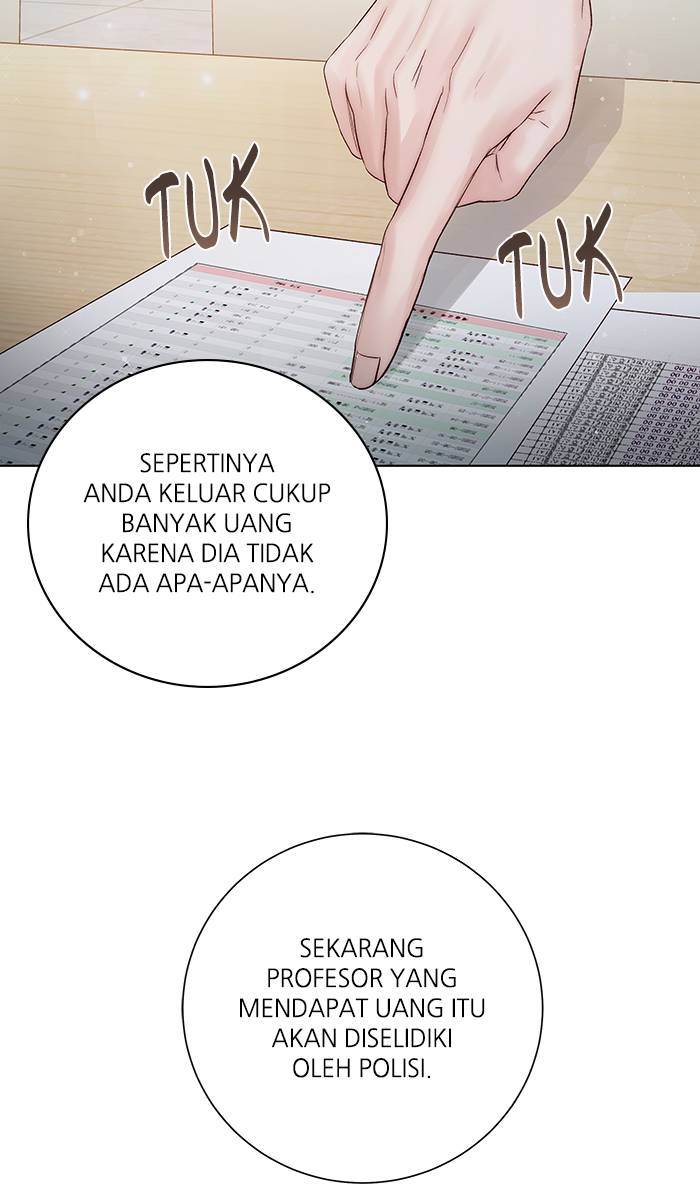 TUK
TUK
SEPERTINYA
ANDA KELUAR CUKUP
BANYAK UANG
KARENA DIA TIDAK
ADA APA-APANYA.
SEKARANG
PROFESOR YANG
MENDAPAT UANG ITU
AKAN DISELIDIKI
OLEH POLISI.